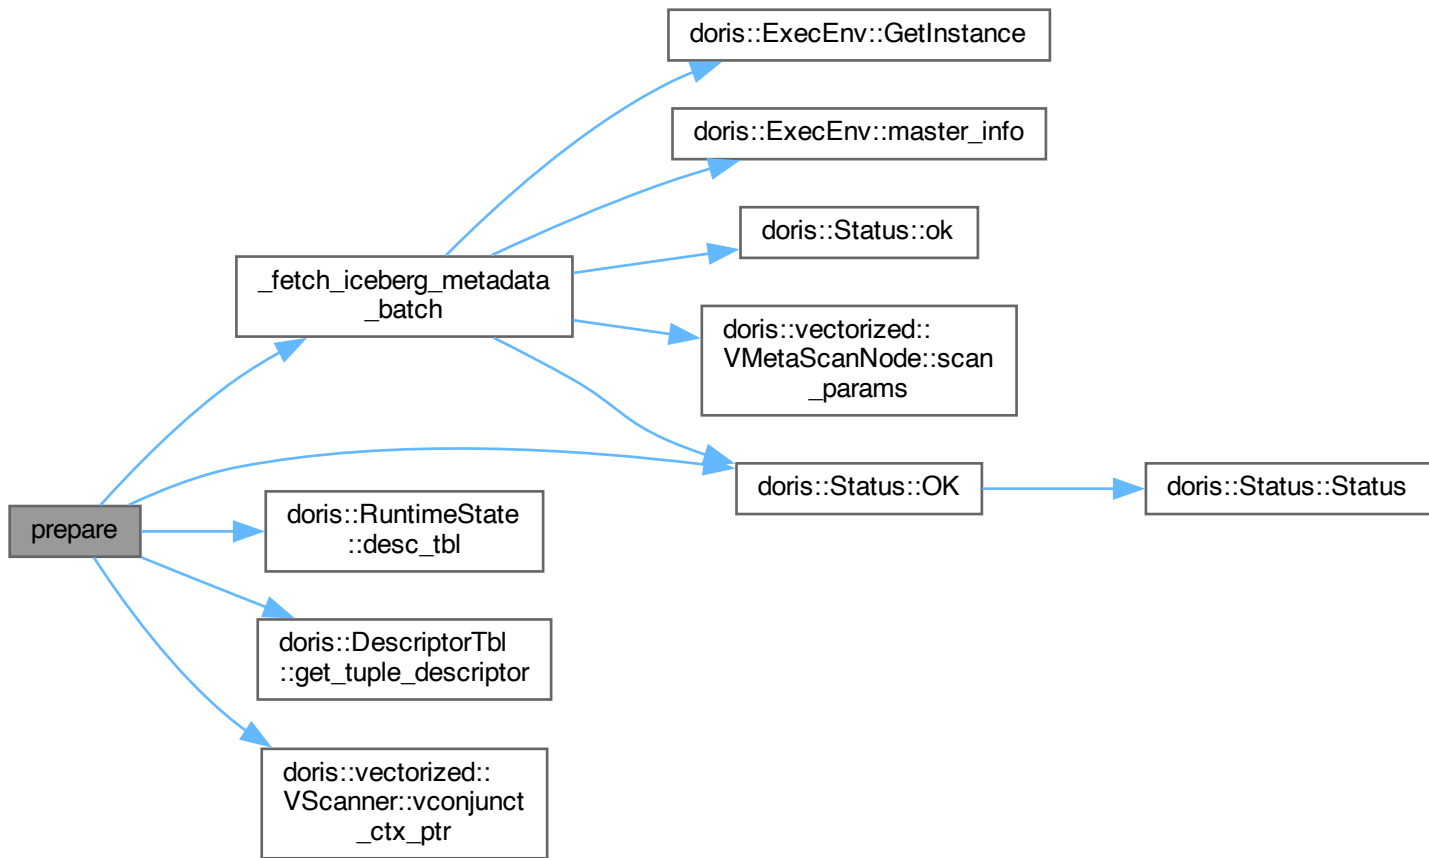 doris::ExecEnv::GetInstance
doris::ExecEnv::master_info
doris::Status::ok
_fetch_iceberg_metadata
_batch
doris::vectorized::
VMetaScanNode::scan
_params
doris::Status::OK
doris::Status::Status
prepare
doris::RuntimeState
::desc_tbl
doris::DescriptorTbl
::get_tuple_descriptor
doris::vectorized::
VScanner::vconjunct
_ctx_ptr